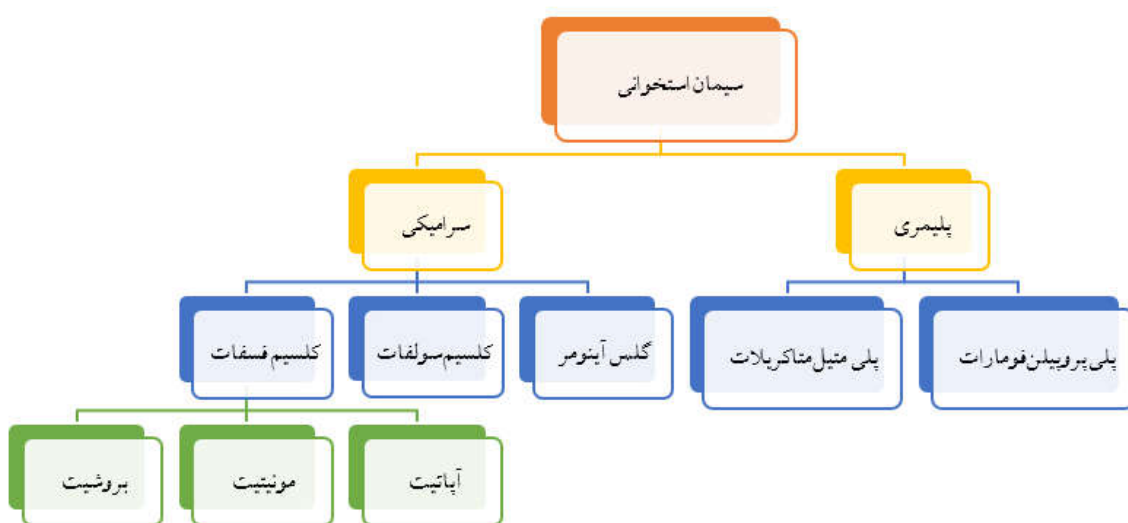 سیمان استخوانی
پلیمری
سرامیکی
پلی پروپیلن فومارات
پلی متیل متاکریلات
گلس آینومر
کلسیم سولفات
کلسیم فسفات
آپاتیت
مونیتیت
بروشیت